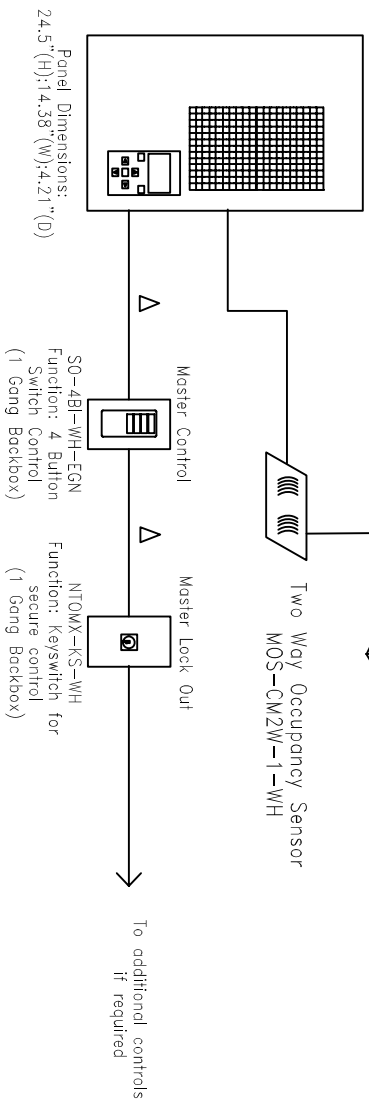 Panel Dimensions:
24.5"(H);14.38"(W);4.21"(D)
Master Control
SO-4BI-WH-EGN
Function: 4 Button
Switch Control
(1 Gang Backbox)
Master Lock Out
NTOMX-KS-WH
Function: Keyswitch for
secure control
(1 Gang Backbox)
Two Way Occupancy Sensor
MOS-CM2W-1-WH
To additional controls
if required